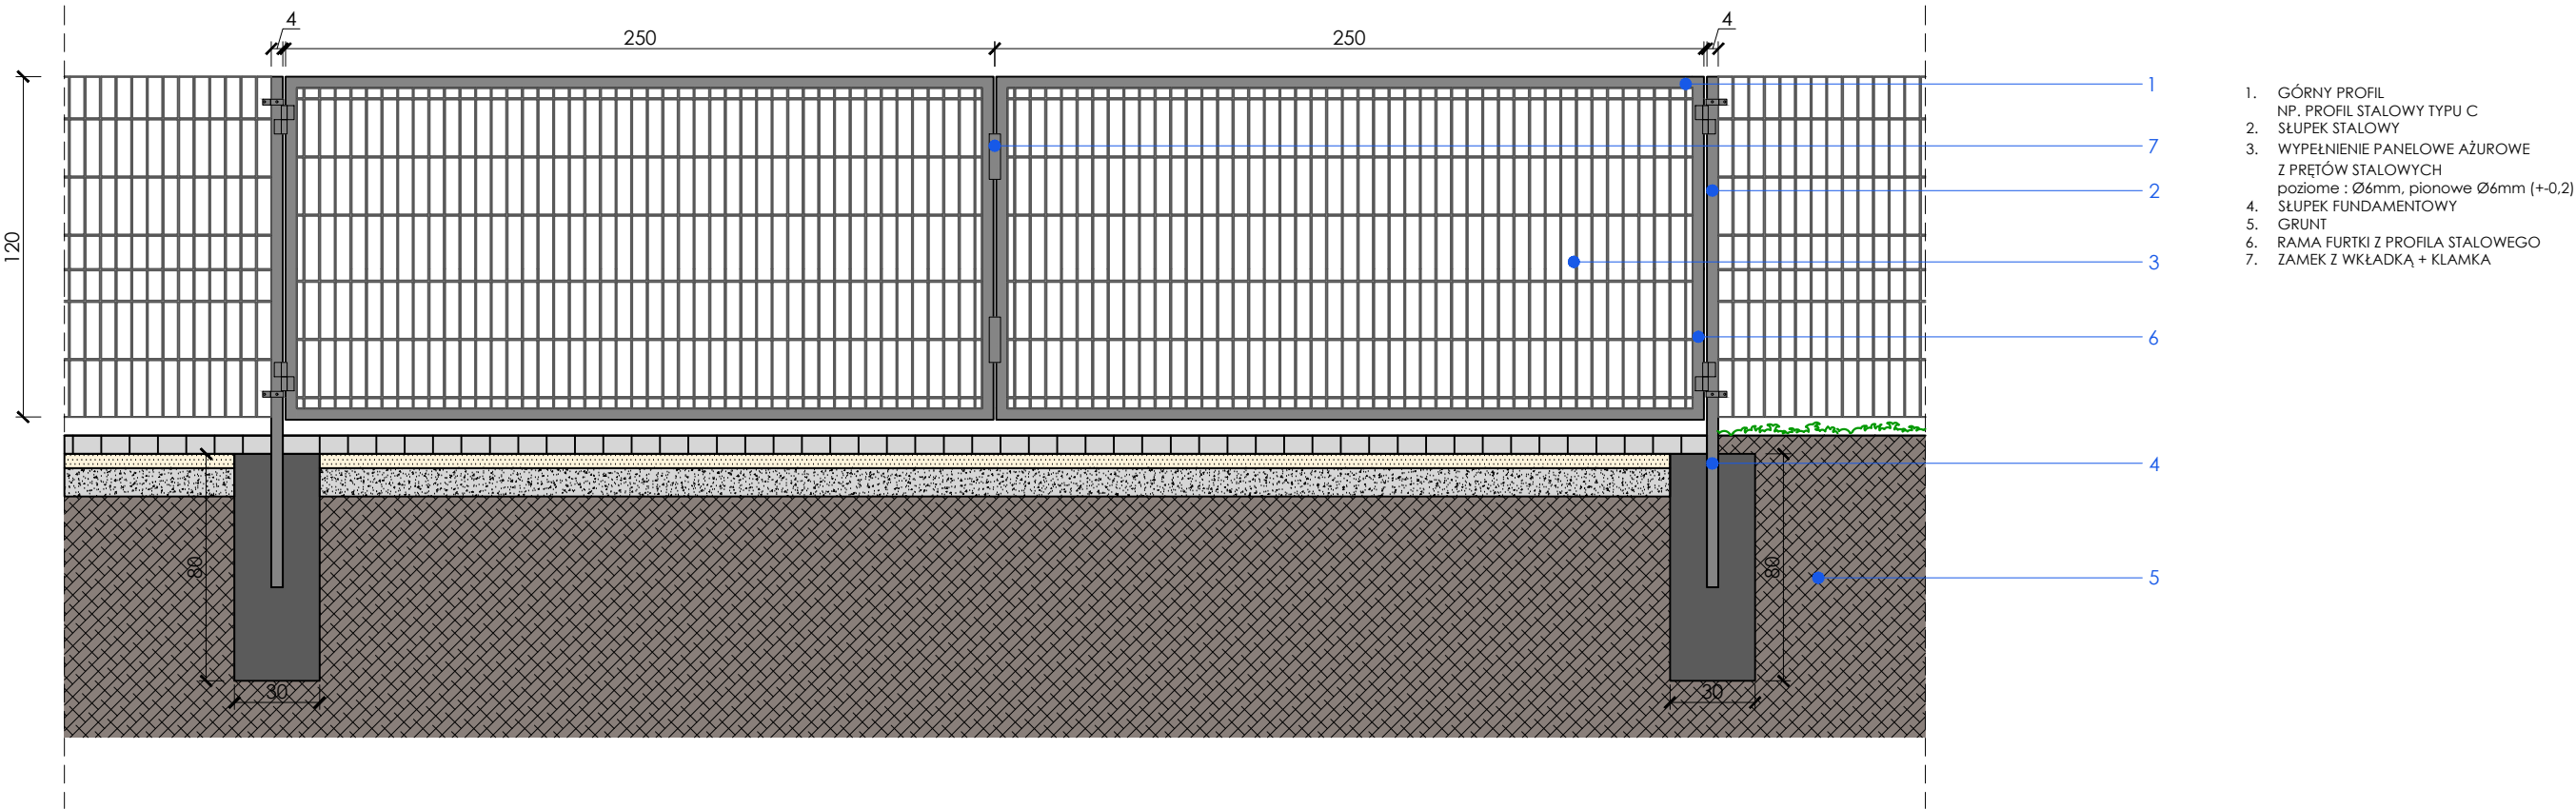 4
250
250
4
120
1
7
2
3
6
4
5
80
30
80
30
1. GÓRNY PROFIL
NP. PROFIL STALOWY TYPU C
2. SŁUPEK STALOWY
3. WYPEŁNIENIE PANELOWE AŻUROWE
Z PRĘTÓW STALOWYCH
poziome : Ø6mm, pionowe Ø6mm (+-0,2)
4. SŁUPEK FUNDAMENTOWY
5. GRUNT
6. RAMA FURTKI Z PROFILA STALOWEGO
7. ZAMEK Z WKŁADKĄ + KLAMKA